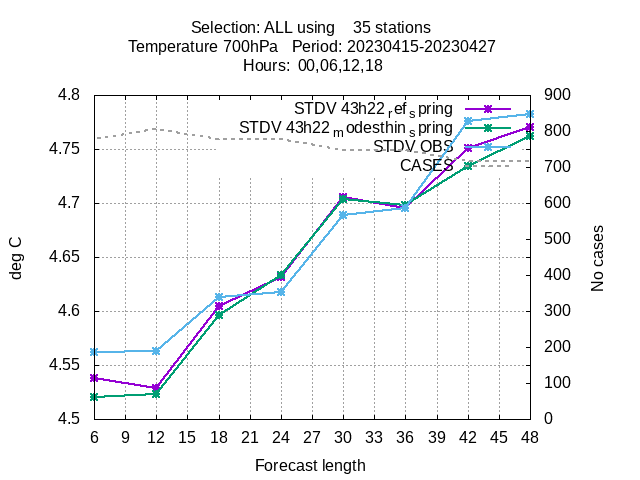 Selection: ALL using 35 stations
Temperature 700hPa Period: 20230415-20230427
Hours: 00,06,12,18
4.8 900
STDV 43h22 ref spring
800
STDV 43h22 modesthin spring
4.75 STDV OBS
CASES 700
4.7 600
500
4.65 400
4.6 300
200
4.55 100
4.5 0
deg C
No cases
6 9 12 15 18 21 24 27 30 33 36 39 42 45 48
Forecast length